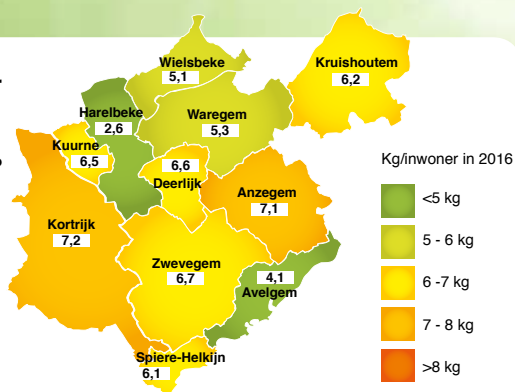 Wielsbeke
5,1
Kruishoutem
6,2
Harelbeke
2,6
Waregem
5,3
Kuurne
6,5
6,6
Deerlijk
Anzegem
7,1
Kortrijk
7,2
Zwevegem
6,7
4,1
Avelgem
Spiere-Helkijn
6,1
Kg/inwoner in 2016
<5 kg
5 - 6 kg
6 -7 kg
7 - 8 kg
>8 kg